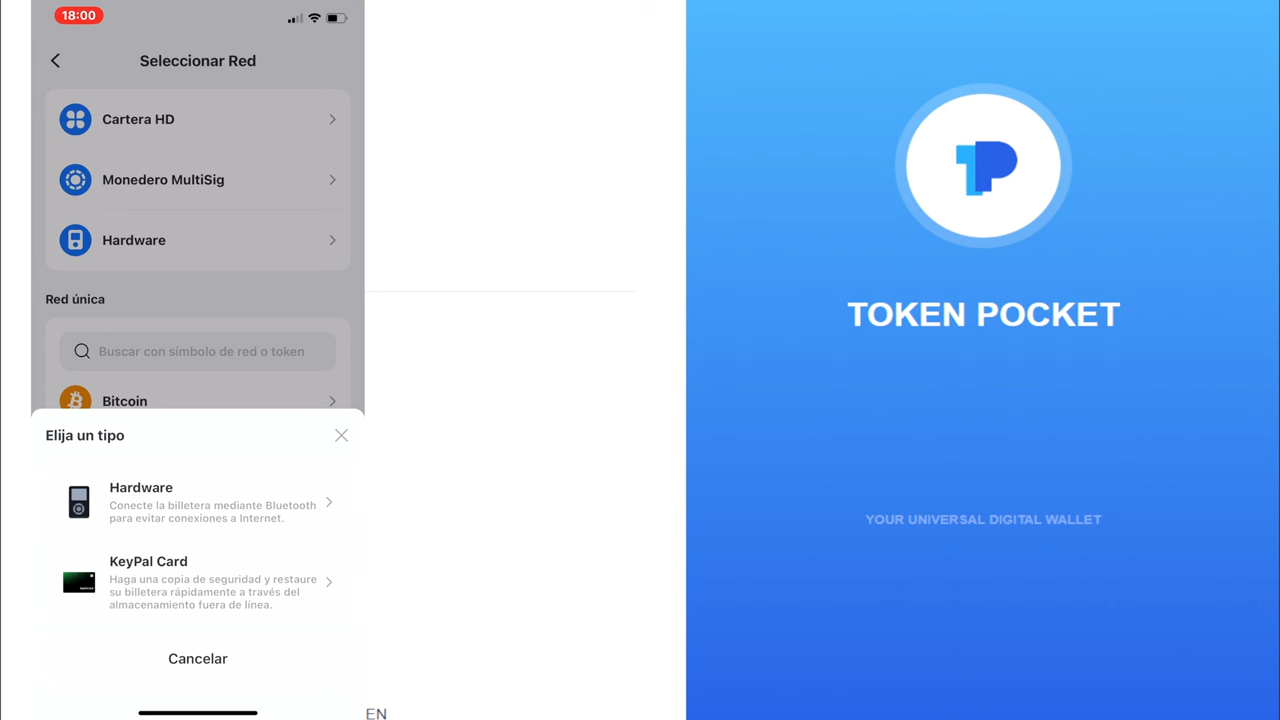 18:00
Seleccionar Red
Cartera HD
Monedero MultiSig
Hardware
Red única
Buscar con símbolo de red o token
Bitcoin
Elija un tipo
Hardware
Conecte la billetera mediante Bluetooth
para evitar conexiones a Internet.
KeyPal Card
Haga una copia de seguridad y restaure
su billetera rápidamente a través del
almacenamiento fuera de línea.
Cancelar
EN
TOKEN POCKET
YOUR UNIVERSAL DIGITAL WALLET